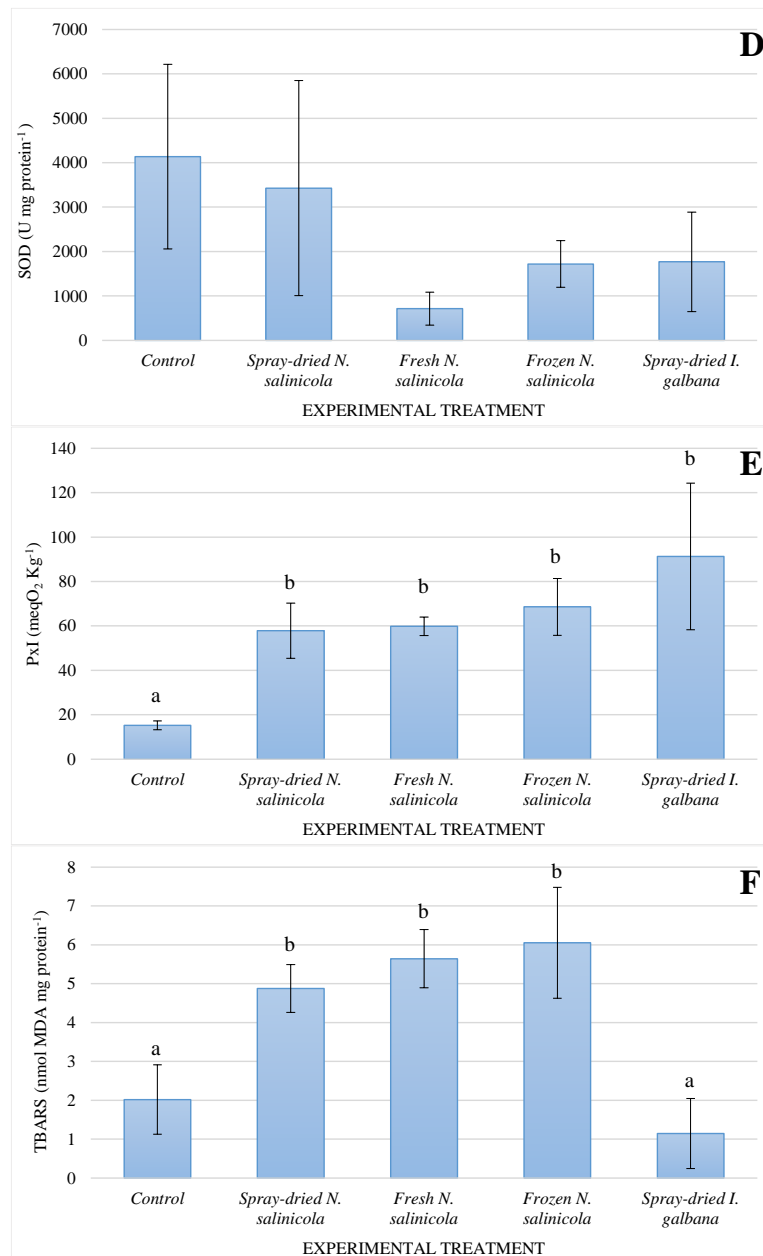 D
7000
6000
5000
4000
3000
2000
1000
0
SOD (U mg protein⁻¹)
Control
Spray-dried N. salinicola
Fresh N. salinicola
Frozen N. salinicola
Spray-dried I. galbana
EXPERIMENTAL TREATMENT
E
140
120
100
80
60
40
20
0
PxI (meqO₂ Kg⁻¹)
a
b
b
b
b
Control
Spray-dried N. salinicola
Fresh N. salinicola
Frozen N. salinicola
Spray-dried I. galbana
EXPERIMENTAL TREATMENT
F
8
7
6
5
4
3
2
1
0
TBARS (nmol MDA mg protein⁻¹)
a
b
b
b
a
Control
Spray-dried N. salinicola
Fresh N. salinicola
Frozen N. salinicola
Spray-dried I. galbana
EXPERIMENTAL TREATMENT